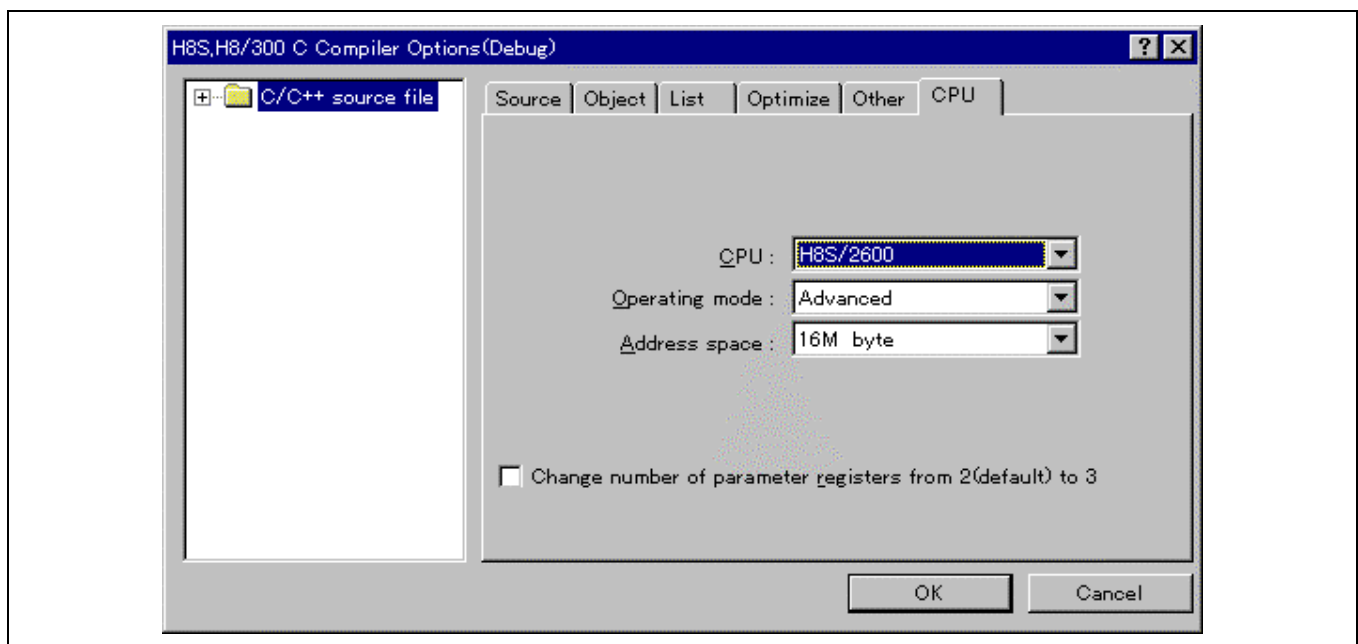 H8S,H8/300 C Compiler Options(Debug)
C/C++ source file
Source Object List Optimize Other CPU
CPU : H8S/2600
Operating mode : Advanced
Address space : 16M byte
Change number of parameter registers from 2(default) to 3
OK Cancel